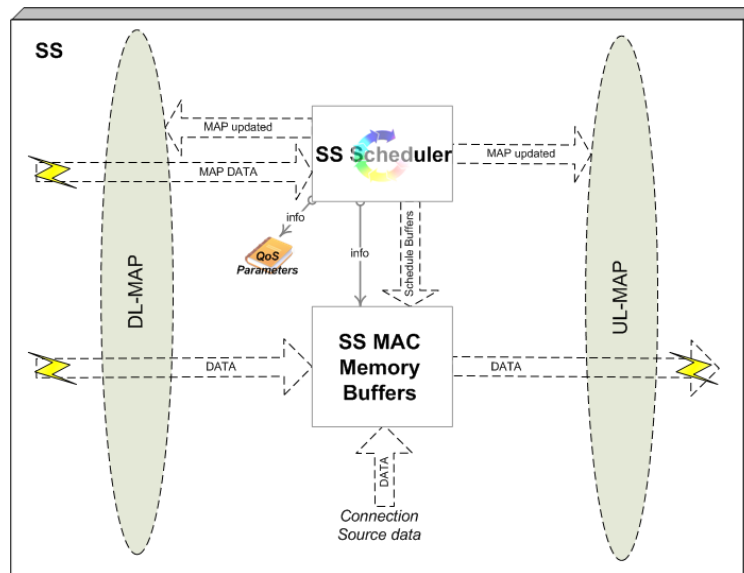 SS
MAP updated
SS Scheduler
MAP updated
MAP DATA
info
QoS
Parameters
info
Schedule Buffers
DL-MAP
UL-MAP
SS MAC
Memory
Buffers
DATA
DATA
DATA
Connection
Source data